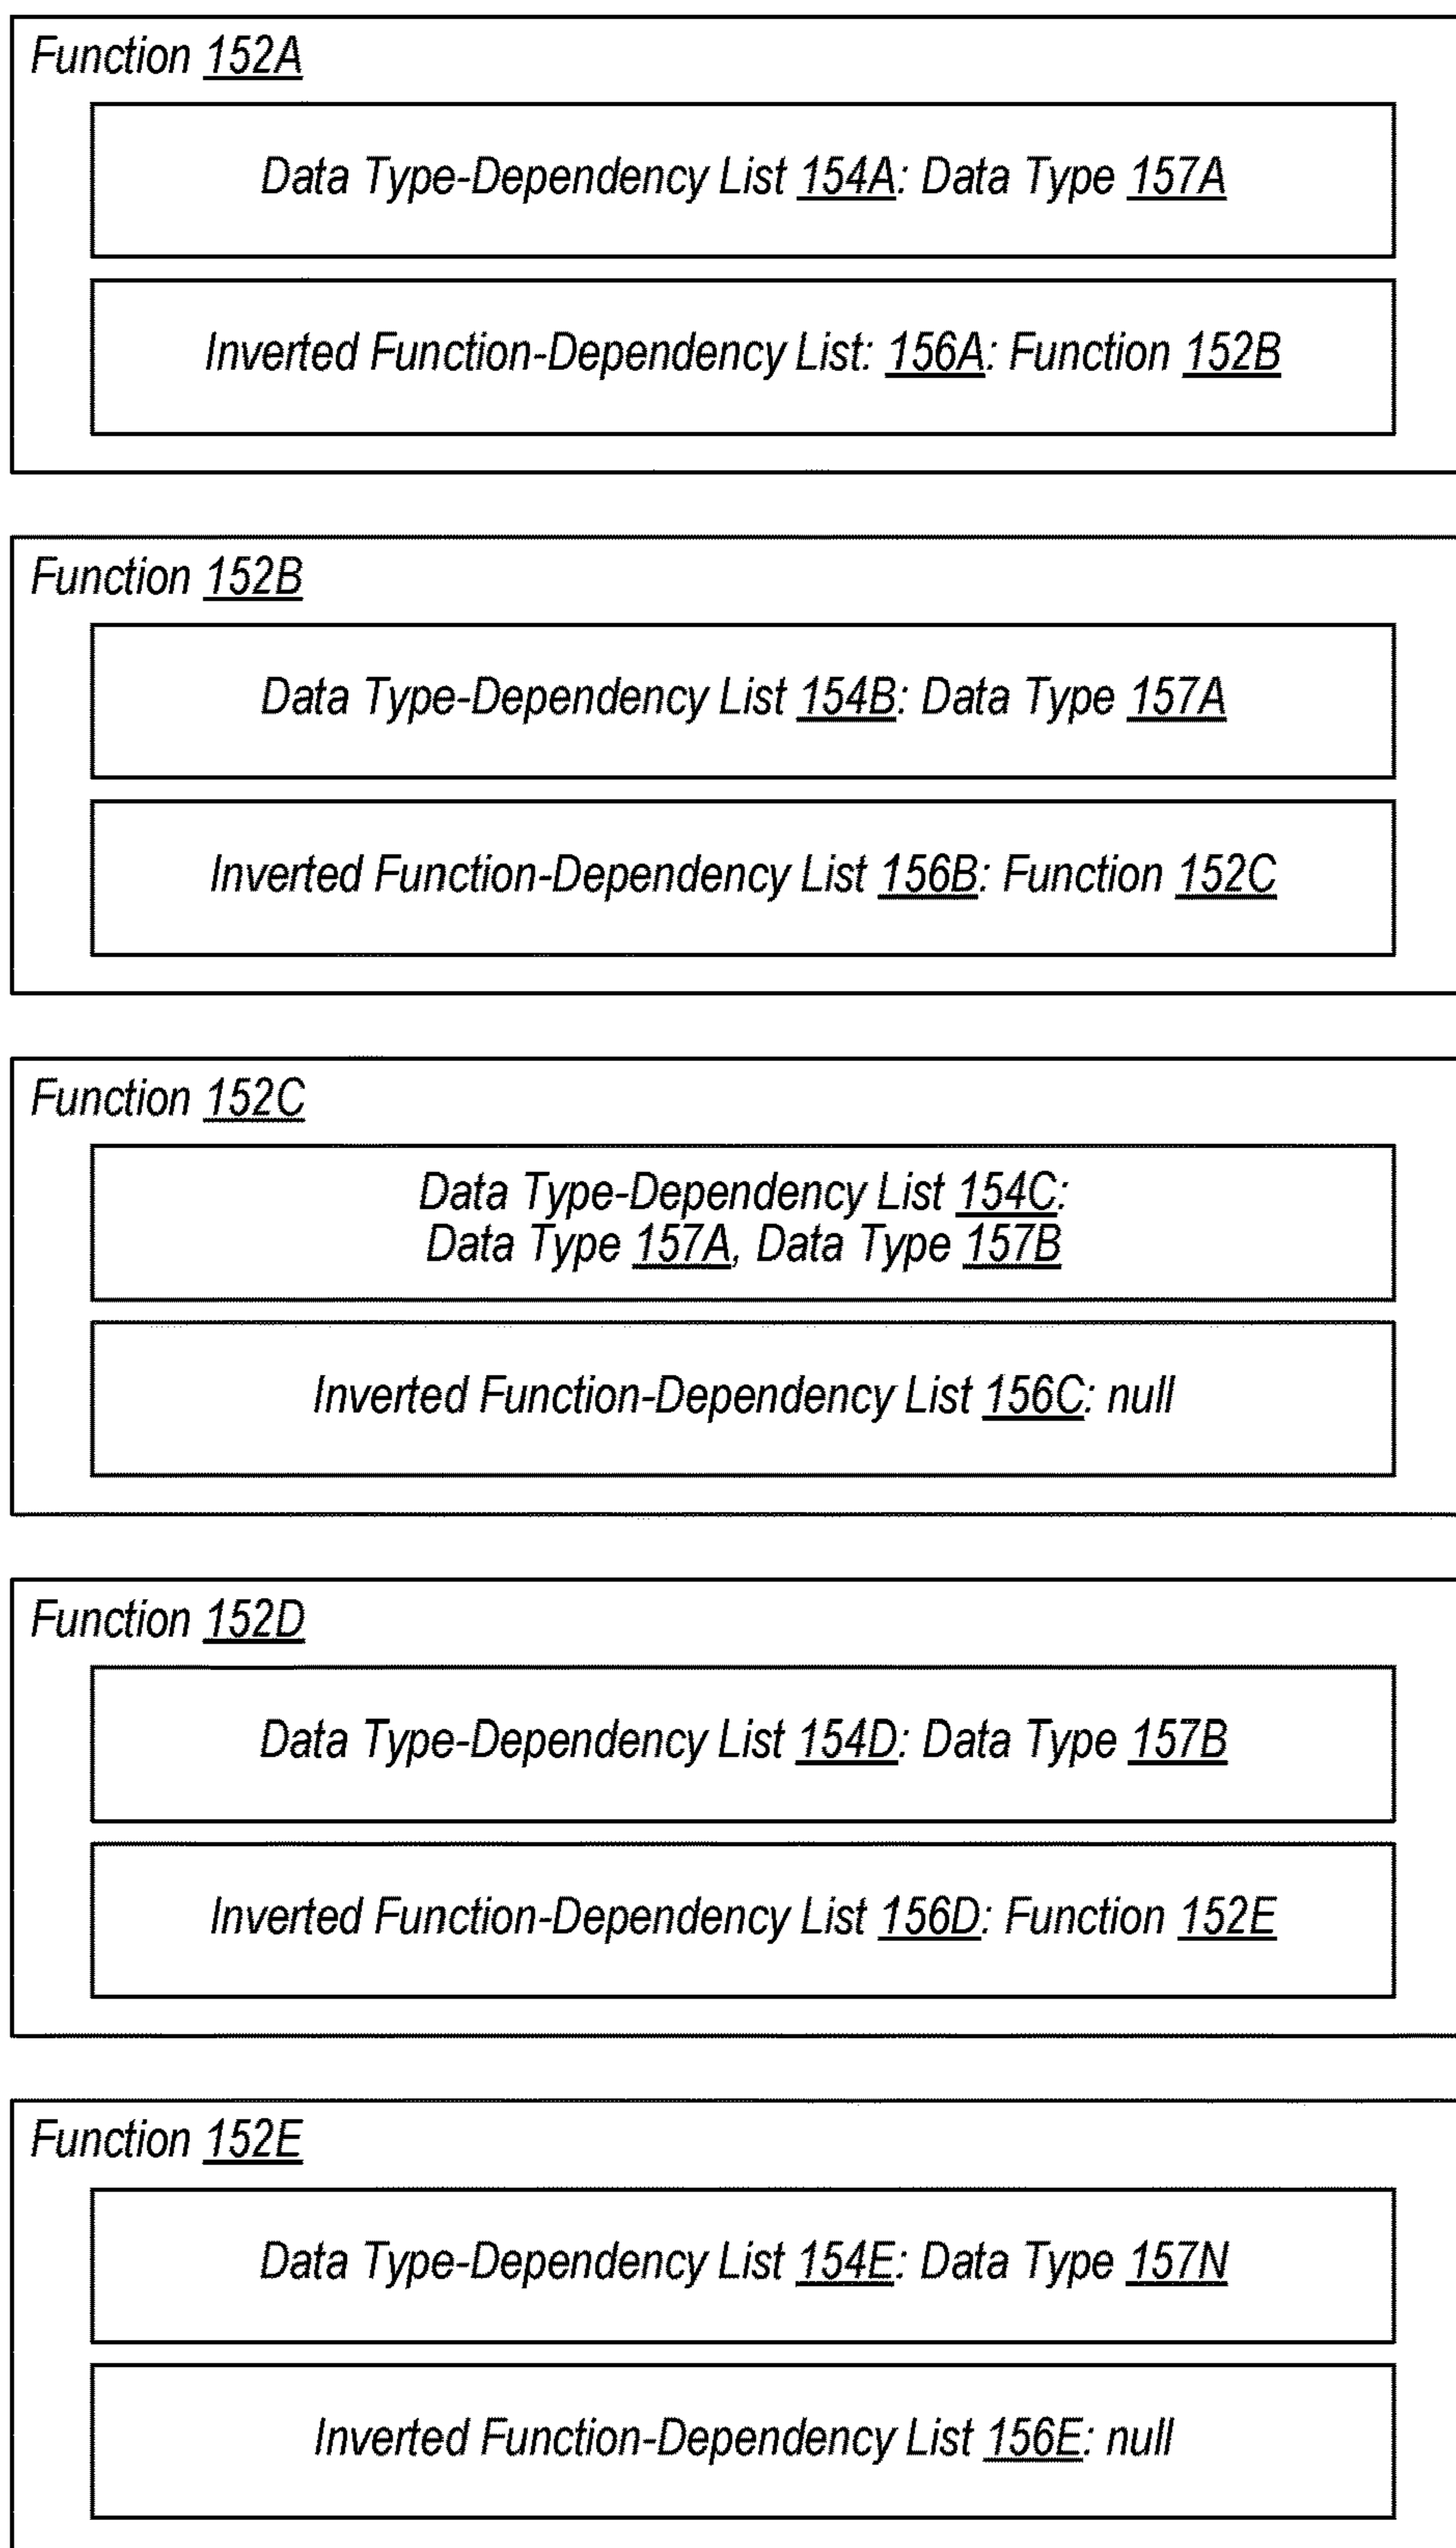 Function 152A
Data Type-Dependency List 154A: Data Type 157A
Inverted Function-Dependency List: 156A: Function 152B
Function 152B
Data Type-Dependency List 154B: Data Type 157A
Inverted Function-Dependency List 156B: Function 152C
Function 152C
Data Type-Dependency List 154C:
Data Type 157A, Data Type 157B
Inverted Function-Dependency List 156C: null
Function 152D
Data Type-Dependency List 154D: Data Type 157B
Inverted Function-Dependency List 156D: Function 152E
Function 152E
Data Type-Dependency List 154E: Data Type 157N
Inverted Function-Dependency List 156E: null